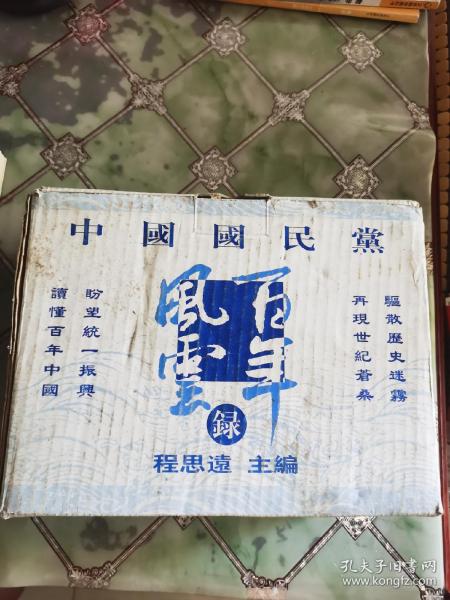 中國國民黨
百年
風雲
錄
驅散歷史迷霧
再現世紀蒼桑
盼望統一振興
讀懂百年中國
程思遠 主編
孔夫子旧书网
www.kongfz.com